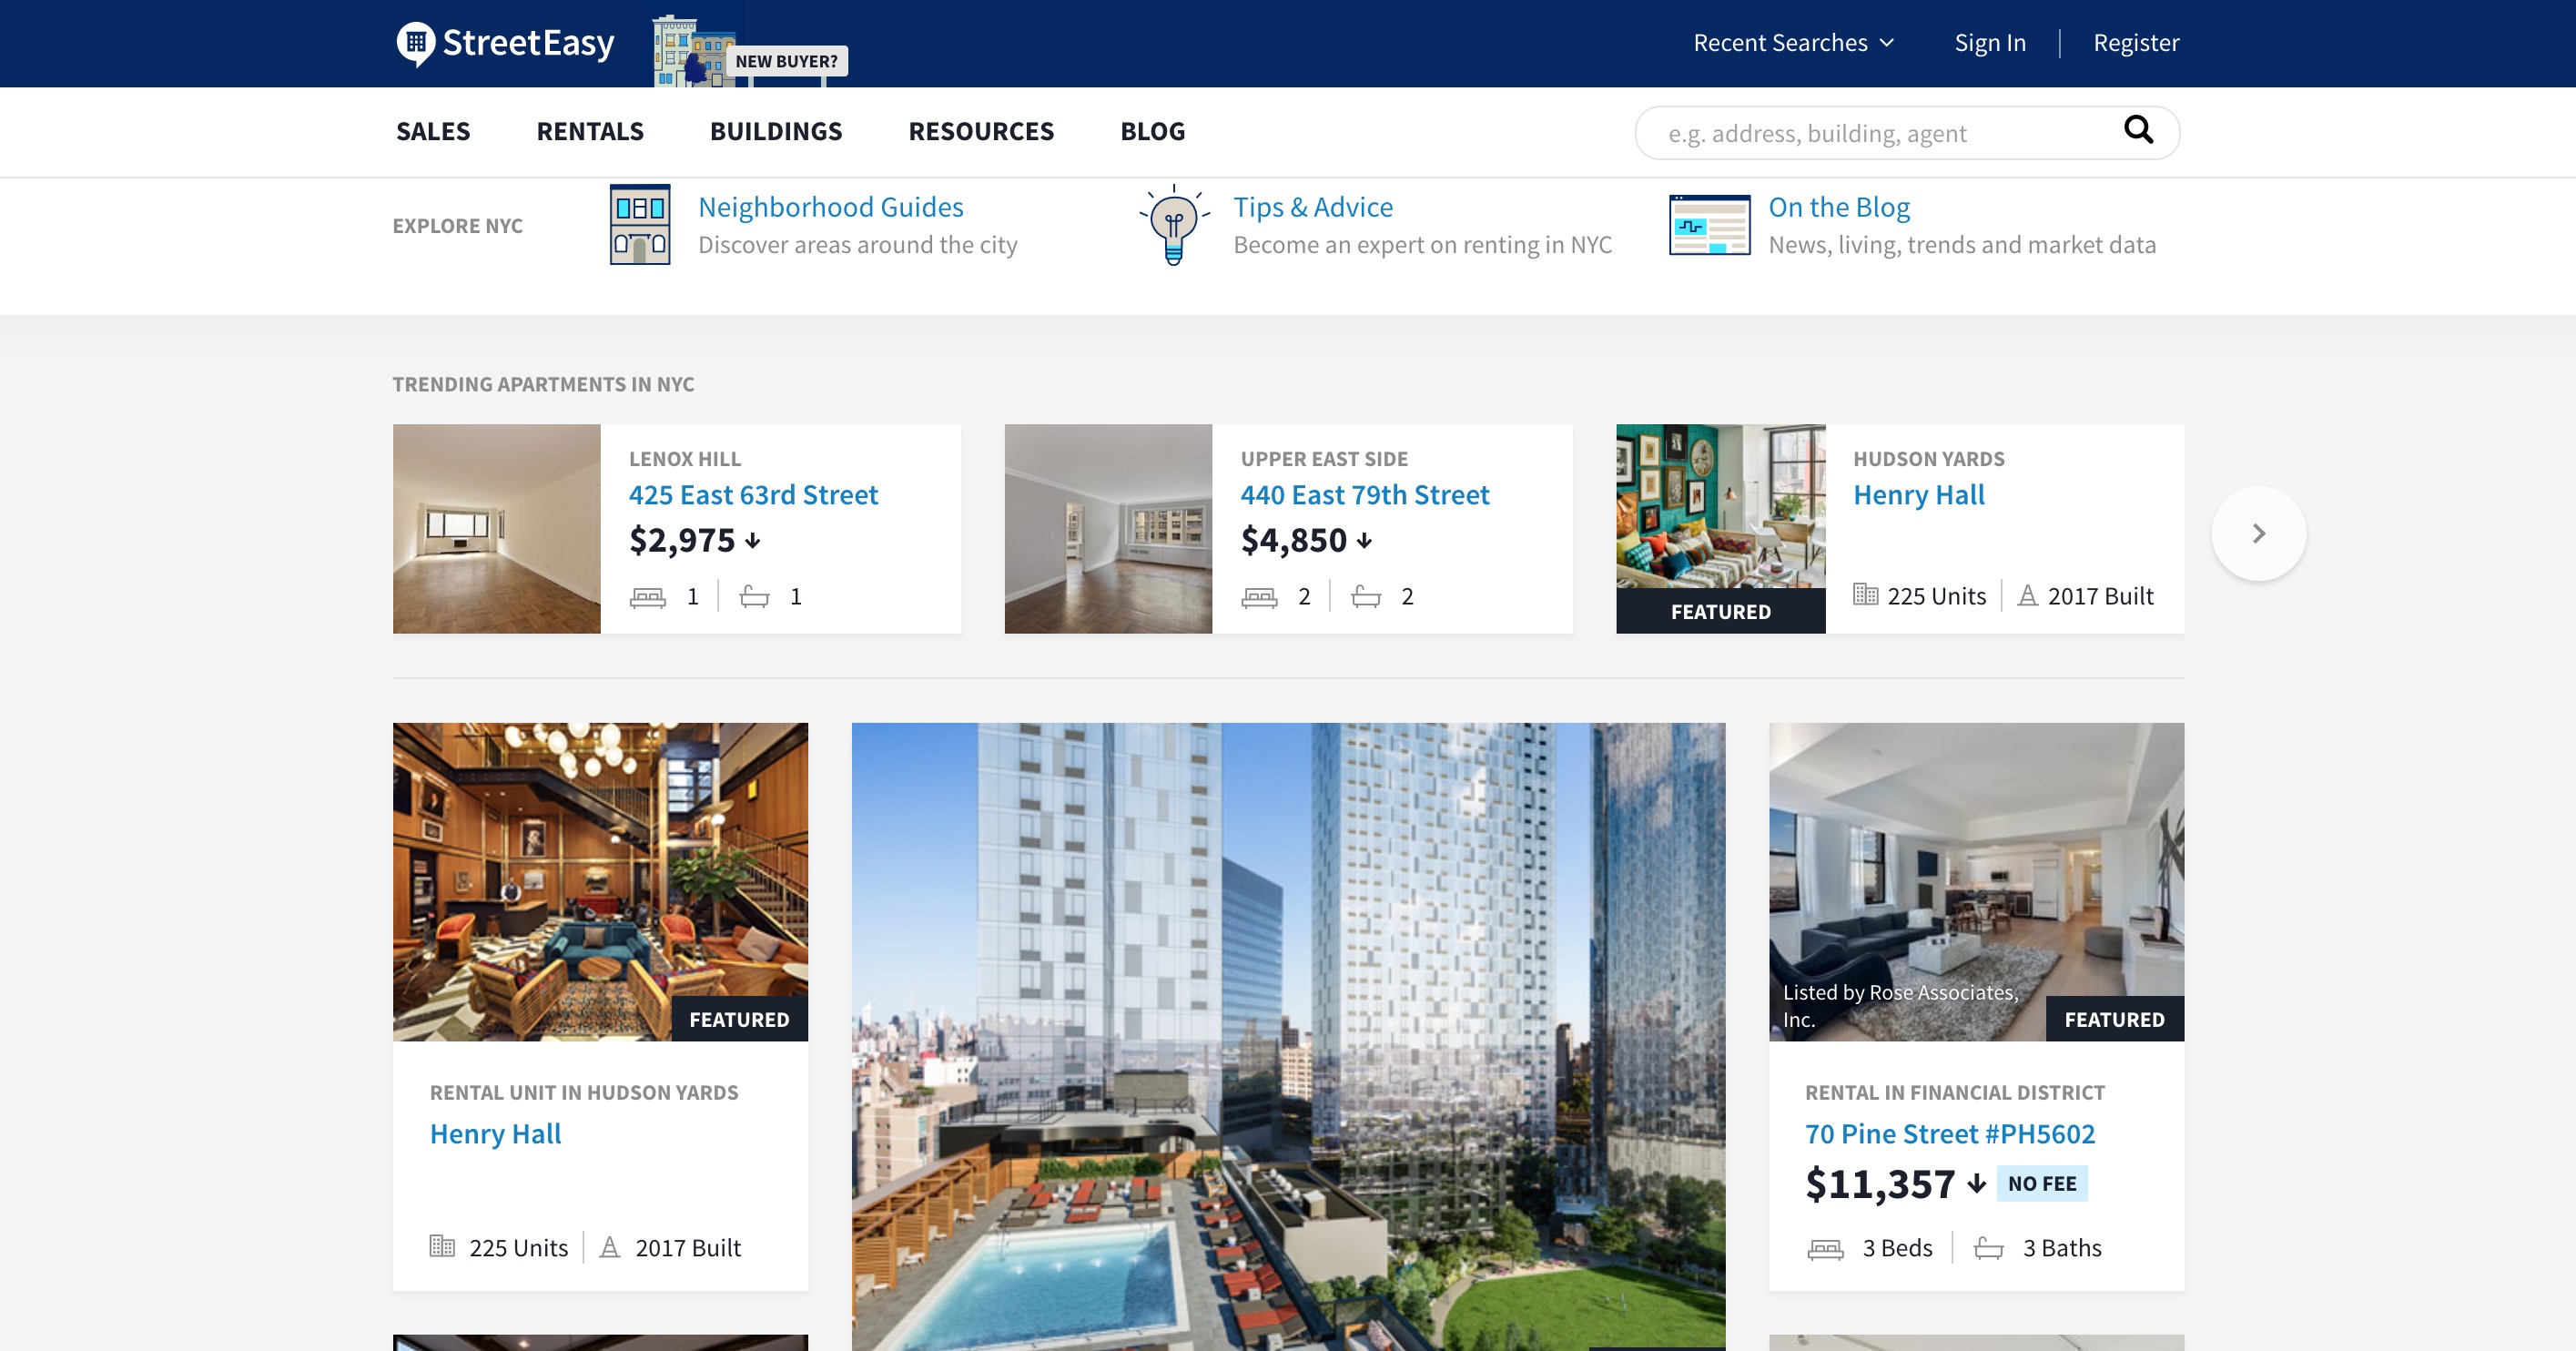 StreetEasy
NEW BUYER?
Recent Searches
Sign In
Register
SALES
RENTALS
BUILDINGS
RESOURCES
BLOG
e.g. address, building, agent
EXPLORE NYC
Neighborhood Guides
Discover areas around the city
Tips & Advice
Become an expert on renting in NYC
On the Blog
News, living, trends and market data
TRENDING APARTMENTS IN NYC
LENOX HILL
425 East 63rd Street
$2,975
1
1
UPPER EAST SIDE
440 East 79th Street
$4,850
2
2
FEATURED
HUDSON YARDS
Henry Hall
225 Units
2017 Built
FEATURED
RENTAL UNIT IN HUDSON YARDS
Henry Hall
225 Units
2017 Built
Listed by Rose Associates,
Inc.
FEATURED
RENTAL IN FINANCIAL DISTRICT
70 Pine Street #PH5602
$11,357
NO FEE
3 Beds
3 Baths